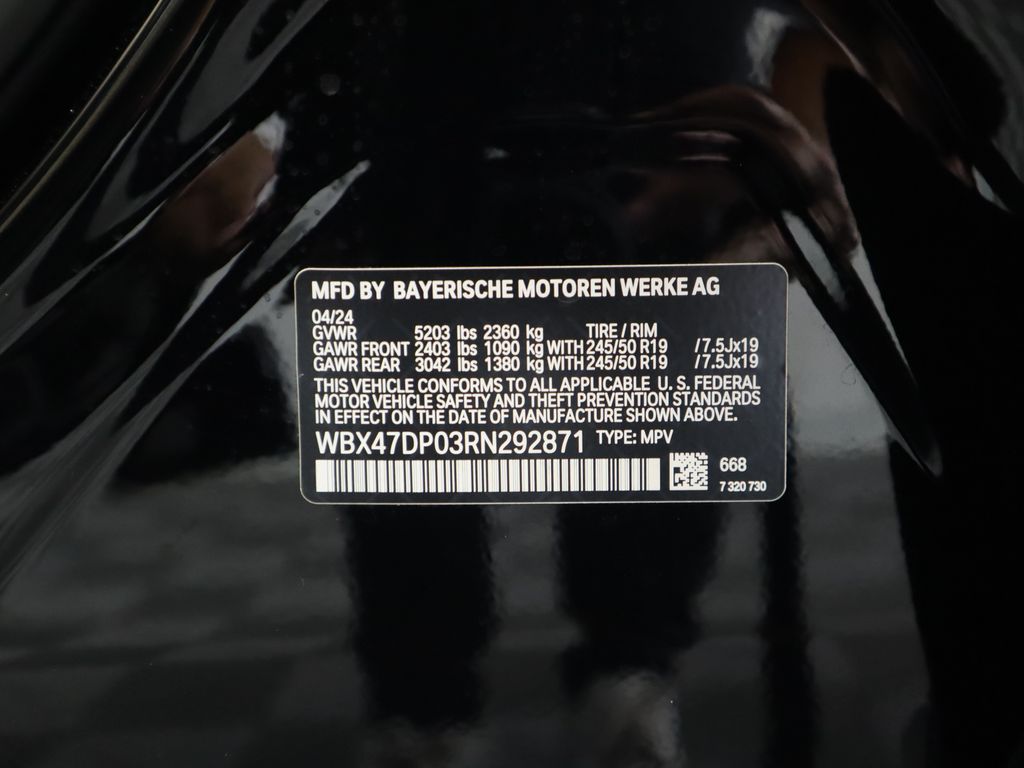 MFD BY BAYERISCHE MOTOREN WERKE AG
04/24
GVWR 5203 lbs 2360 kg TIRE / RIM
GAWR FRONT 2403 lbs 1090 kg WITH 245/50 R19 /7.5Jx19
GAWR REAR 3042 lbs 1380 kg WITH 245/50 R19 /7.5Jx19
THIS VEHICLE CONFORMS TO ALL APPLICABLE U.S. FEDERAL
MOTOR VEHICLE SAFETY AND THEFT PREVENTION STANDARDS
IN EFFECT ON THE DATE OF MANUFACTURE SHOWN ABOVE.
WBX47DP03RN292871 TYPE: MPV
668
7 320 730